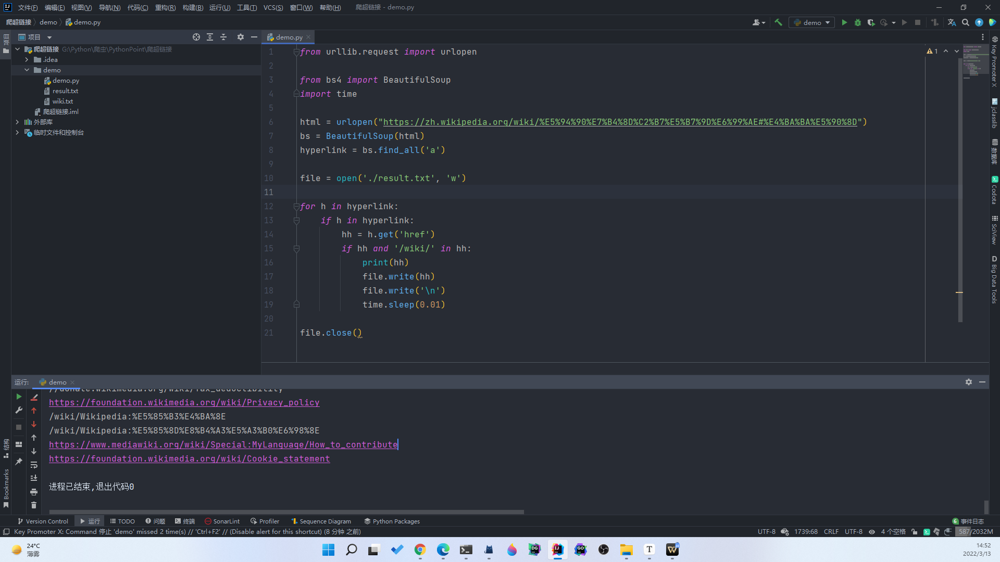 文件(F) 编辑(E) 视图(V) 导航(N) 代码(C) 重构(R) 构建(B) 运行(U) 工具(T) VCS(S) 窗口(W) 帮助(H) 爬超链接 - demo.py
爬超链接 demo demo.py
demo
项目
爬超链接 G:\Python\爬虫\PythonPoint\爬超链接
.idea
demo
demo.py
result.txt
wiki.txt
爬超链接.iml
外部库
临时文件和控制台
项目
结构
Bookmarks
demo.py
1 from urllib.request import urlopen
2
3 from bs4 import BeautifulSoup
4 import time
5
6 html = urlopen("https://zh.wikipedia.org/wiki/%E5%94%90%E7%B4%8D%C2%B7%E5%B7%9D%E6%99%AE#%E4%BA%BA%E5%90%8D")
7 bs = BeautifulSoup(html)
8 hyperlink = bs.find_all('a')
9
10 file = open('./result.txt', 'w')
11
12 for h in hyperlink:
13     if h in hyperlink:
14         hh = h.get('href')
15         if hh and '/wiki/' in hh:
16             print(hh)
17             file.write(hh)
18             file.write('\n')
19             time.sleep(0.01)
20
21 file.close()
1
Key Promoter X
jclasslib
数据库
Codota
SciView
D Big Data Tools
运行: demo
//donate.wikimedia.org/wiki/Tax_deductibility
https://foundation.wikimedia.org/wiki/Privacy_policy
/wiki/Wikipedia:%E5%85%B3%E4%BA%8E
/wiki/Wikipedia:%E5%85%8D%E8%B4%A3%E5%A3%B0%E6%98%8E
https://www.mediawiki.org/wiki/Special:MyLanguage/How_to_contribute
https://foundation.wikimedia.org/wiki/Cookie_statement
进程已结束,退出代码0
Version Control 运行 TODO 问题 终端 SonarLint Profiler Sequence Diagram Python Packages 6 事件日志
Key Promoter X: Command 停止 'demo' missed 2 time(s) // 'Ctrl+F2' // (Disable alert for this shortcut) (8 分钟 之前) UTF-8 1739:68 CRLF UTF-8 4 个空格 587/2032M
24°C
薄雾
14:52
2022/3/13